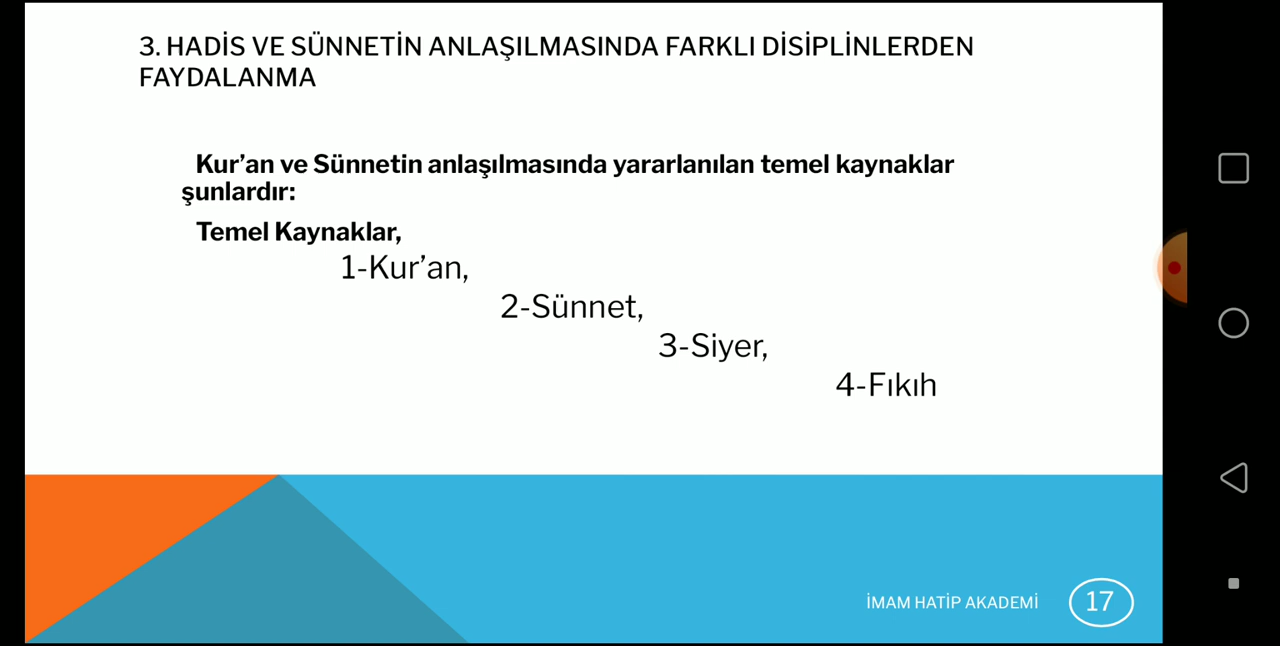 3. HADİS VE SÜNNETİN ANLAŞILMASINDA FARKLI DİSİPLİNLERDEN
FAYDALANMA
Kur’an ve Sünnetin anlaşılmasında yararlanılan temel kaynaklar
şunlardır:
Temel Kaynaklar,
1-Kur’an,
2-Sünnet,
3-Siyer,
4-Fıkıh
İMAM HATİP AKADEMİ
17